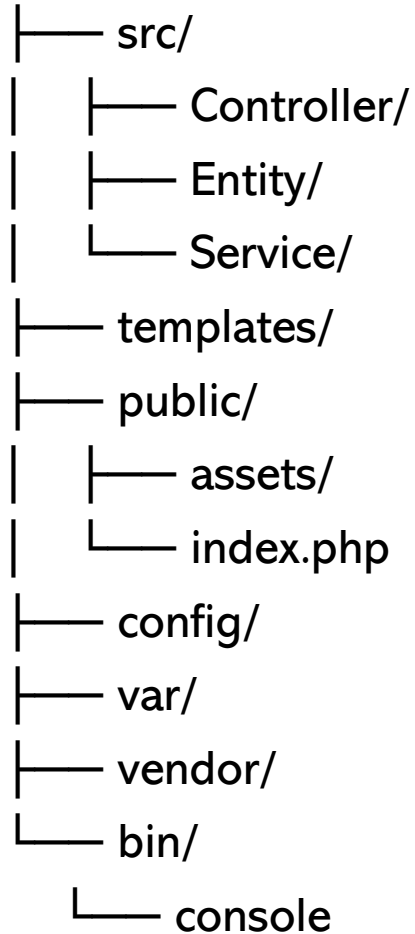 ├── src/
│   ├── Controller/
│   ├── Entity/
│   └── Service/
├── templates/
├── public/
│   ├── assets/
│   └── index.php
├── config/
├── var/
├── vendor/
└── bin/
    └── console